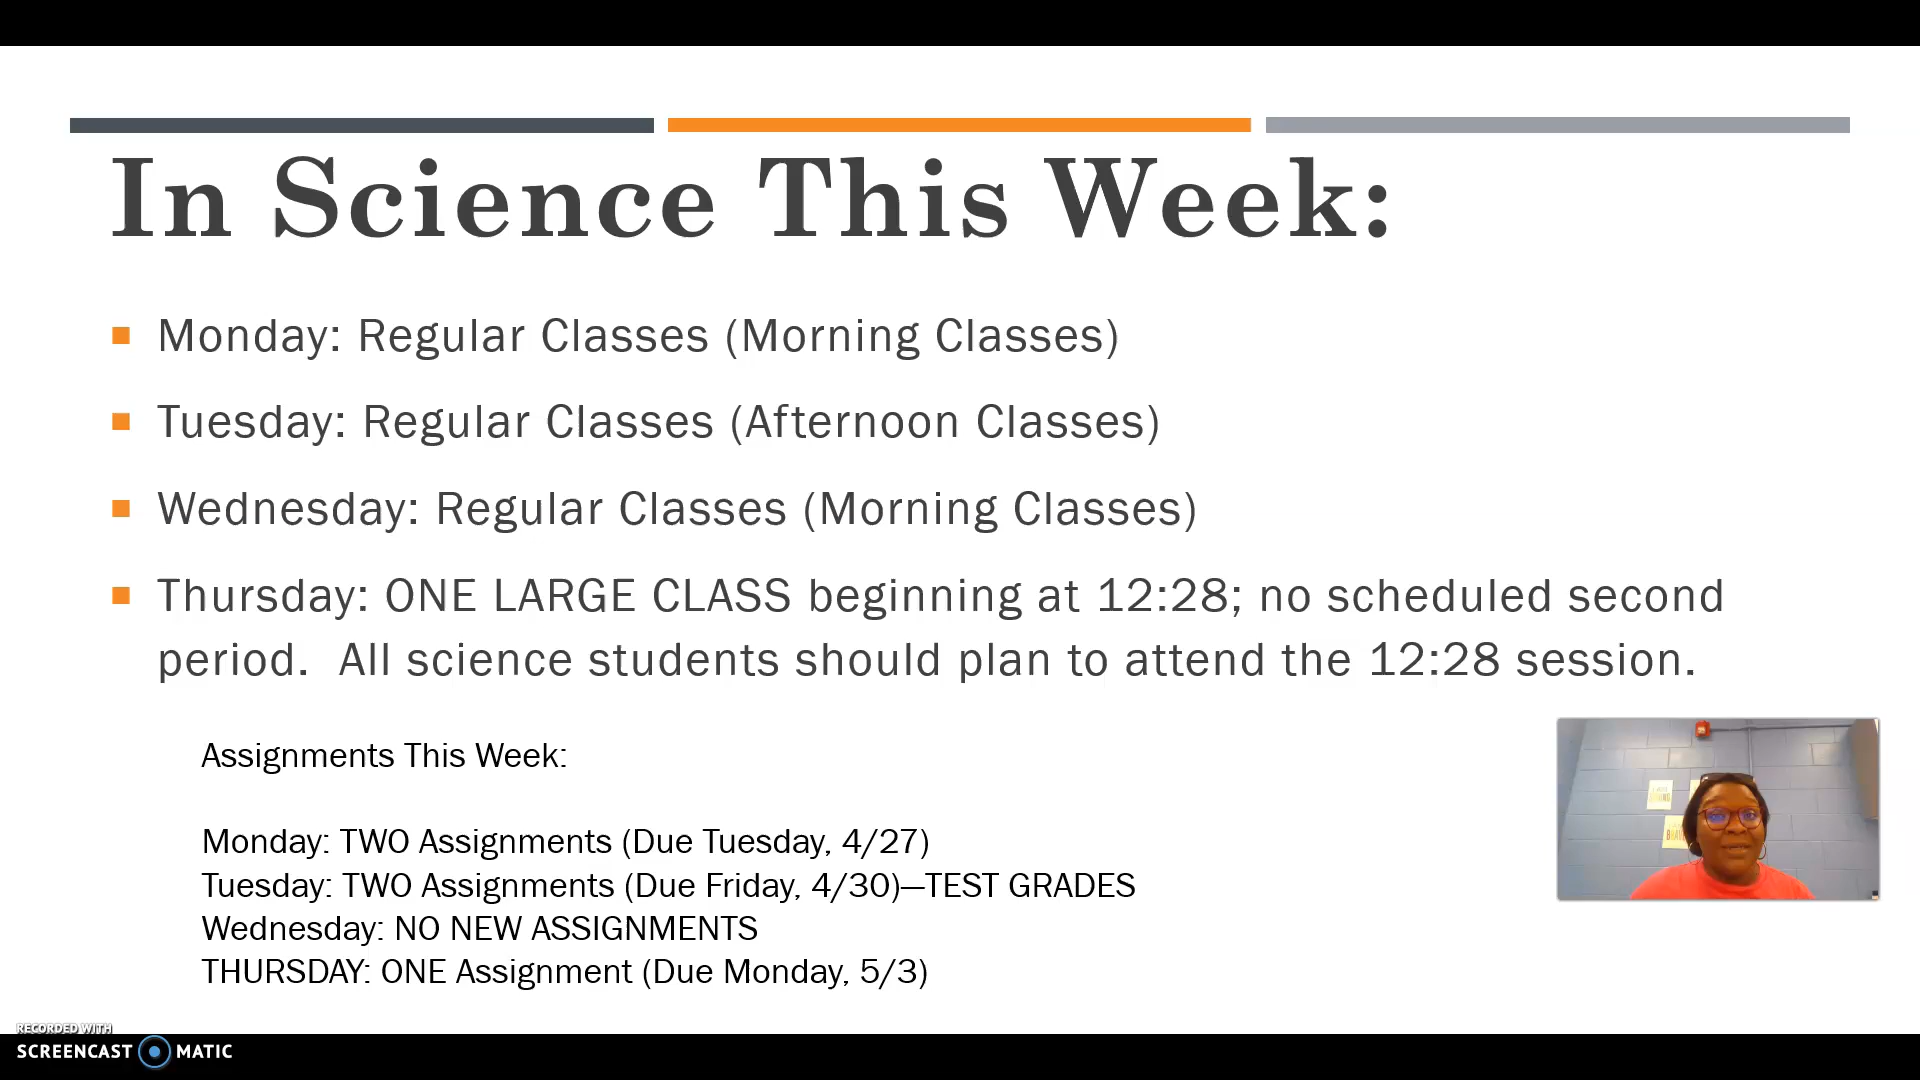 In Science This Week:
Monday: Regular Classes (Morning Classes)
Tuesday: Regular Classes (Afternoon Classes)
Wednesday: Regular Classes (Morning Classes)
Thursday: ONE LARGE CLASS beginning at 12:28; no scheduled second
period.  All science students should plan to attend the 12:28 session.
Assignments This Week:
Monday: TWO Assignments (Due Tuesday, 4/27)
Tuesday: TWO Assignments (Due Friday, 4/30)—TEST GRADES
Wednesday: NO NEW ASSIGNMENTS
THURSDAY: ONE Assignment (Due Monday, 5/3)
RECORDED WITH
SCREENCAST MATIC